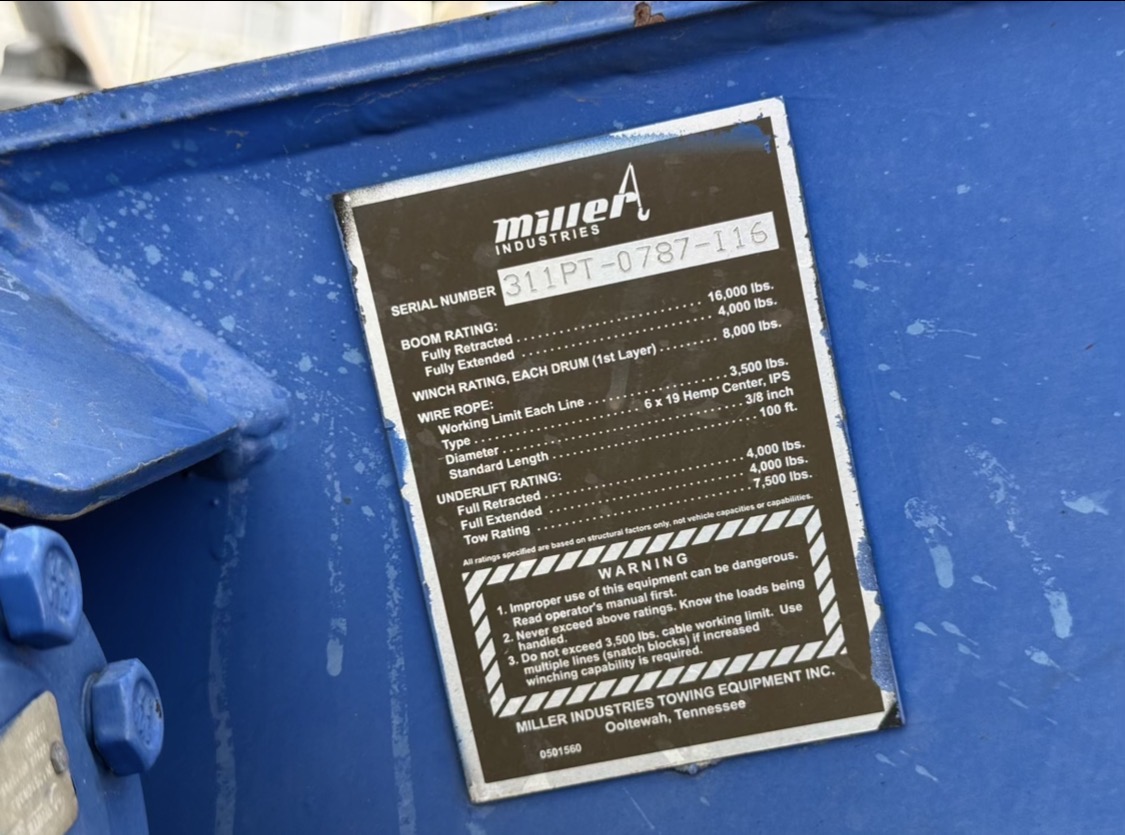 miller
INDUSTRIES
SERIAL NUMBER 311PT-0787-I16
BOOM RATING:
Fully Retracted .......... 16,000 lbs.
Fully Extended .......... 4,000 lbs.
WINCH RATING, EACH DRUM (1st Layer) .......... 8,000 lbs.
WIRE ROPE:
Working Limit Each Line .......... 3,500 lbs.
Type .......... 6 x 19 Hemp Center, IPS
Diameter .......... 3/8 inch
Standard Length .......... 100 ft.
UNDERLIFT RATING:
Full Retracted .......... 4,000 lbs.
Full Extended .......... 4,000 lbs.
Tow Rating .......... 7,500 lbs.
All ratings specified are based on structural factors only, not vehicle capacities or capabilities.
WARNING
1. Improper use of this equipment can be dangerous.
Read operator's manual first.
2. Never exceed above ratings. Know the loads being
handled.
3. Do not exceed 3,500 lbs. cable working limit. Use
multiple lines (snatch blocks) if increased
winching capability is required.
MILLER INDUSTRIES TOWING EQUIPMENT INC.
Ooltewah, Tennessee
0501560